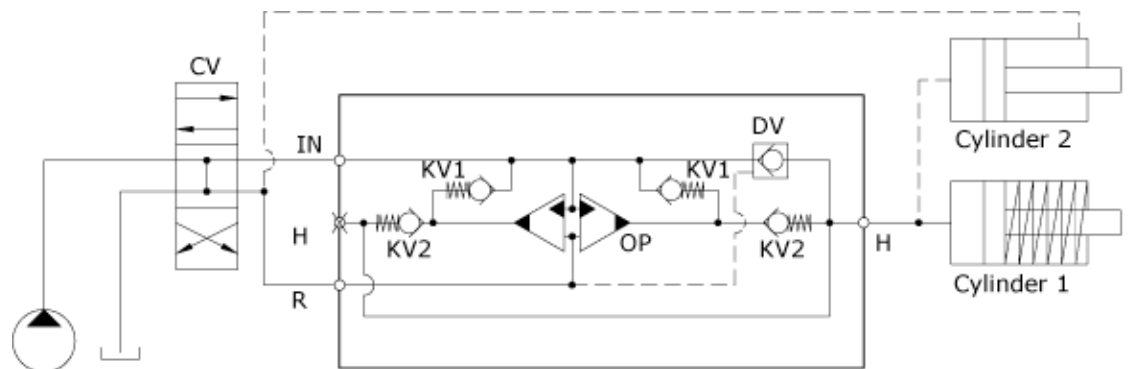 CV
IN
KV1
KV1
DV
Cylinder 2
H
KV2
OP
KV2
H
R
Cylinder 1